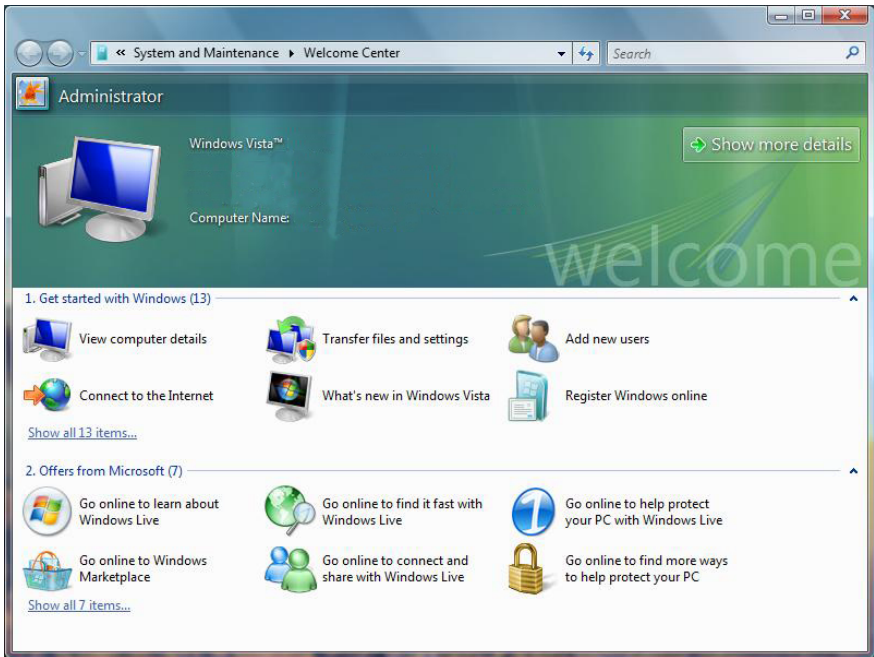 « System and Maintenance ▸ Welcome Center
Search
Administrator
Windows Vista™
Show more details
Computer Name:
welcome
1. Get started with Windows (13)
View computer details
Transfer files and settings
Add new users
Connect to the Internet
What's new in Windows Vista
Register Windows online
Show all 13 items...
2. Offers from Microsoft (7)
Go online to learn about
Windows Live
Go online to find it fast with
Windows Live
1
Go online to help protect
your PC with Windows Live
Go online to Windows
Marketplace
Go online to connect and
share with Windows Live
Go online to find more ways
to help protect your PC
Show all 7 items...